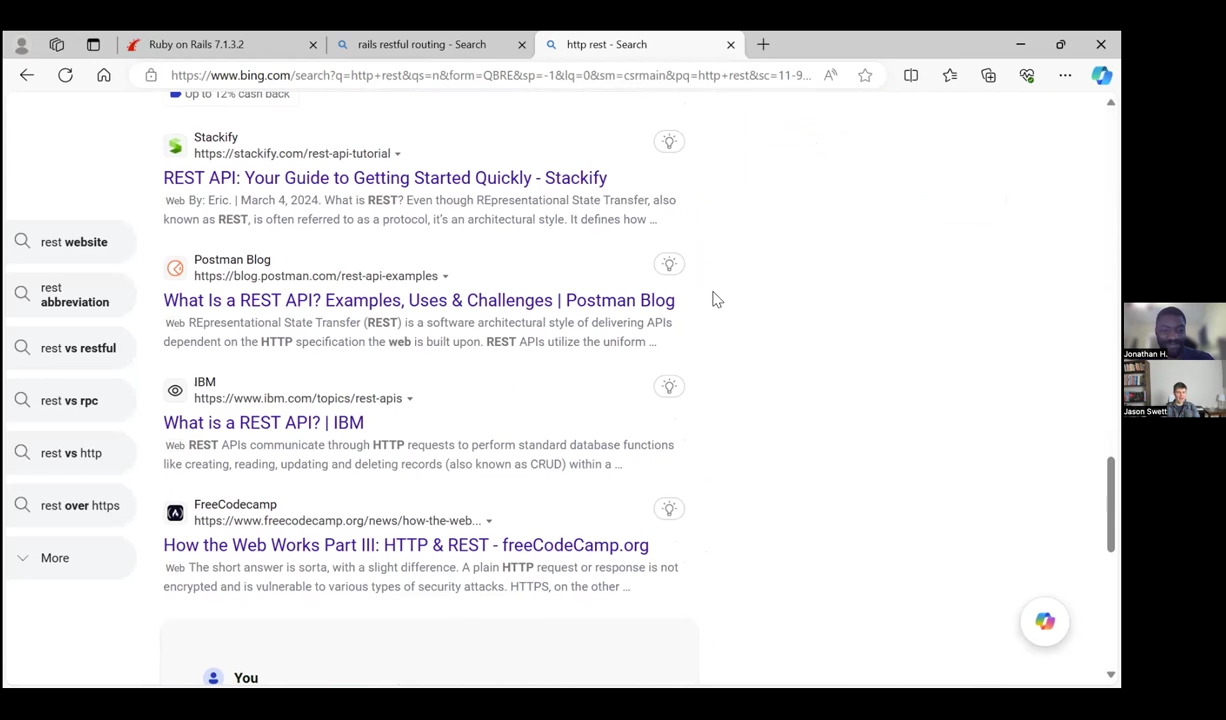 Ruby on Rails 7.1.3.2
rails restful routing - Search
http rest - Search
https://www.bing.com/search?q=http+rest&qs=n&form=QBRE&sp=-1&lq=0&sm=csrmain&pq=http+rest&sc=11-9...
Up to 12% cash back
Stackify
https://stackify.com/rest-api-tutorial
REST API: Your Guide to Getting Started Quickly - Stackify
Web By: Eric. | March 4, 2024. What is REST? Even though REpresentational State Transfer, also
known as REST, is often referred to as a protocol, it's an architectural style. It defines how ...
Postman Blog
https://blog.postman.com/rest-api-examples
What Is a REST API? Examples, Uses & Challenges | Postman Blog
Web REpresentational State Transfer (REST) is a software architectural style of delivering APIs
dependent on the HTTP specification the web is built upon. REST APIs utilize the uniform ...
IBM
https://www.ibm.com/topics/rest-apis
What is a REST API? | IBM
Web REST APIs communicate through HTTP requests to perform standard database functions
like creating, reading, updating and deleting records (also known as CRUD) within a ...
FreeCodecamp
https://www.freecodecamp.org/news/how-the-web...
How the Web Works Part III: HTTP & REST - freeCodeCamp.org
Web The short answer is sorta, with a slight difference. A plain HTTP request or response is not
encrypted and is vulnerable to various types of security attacks. HTTPS, on the other ...
You
rest website
rest
abbreviation
rest vs restful
rest vs rpc
rest vs http
rest over https
More
Jonathan H.
Jason Swett